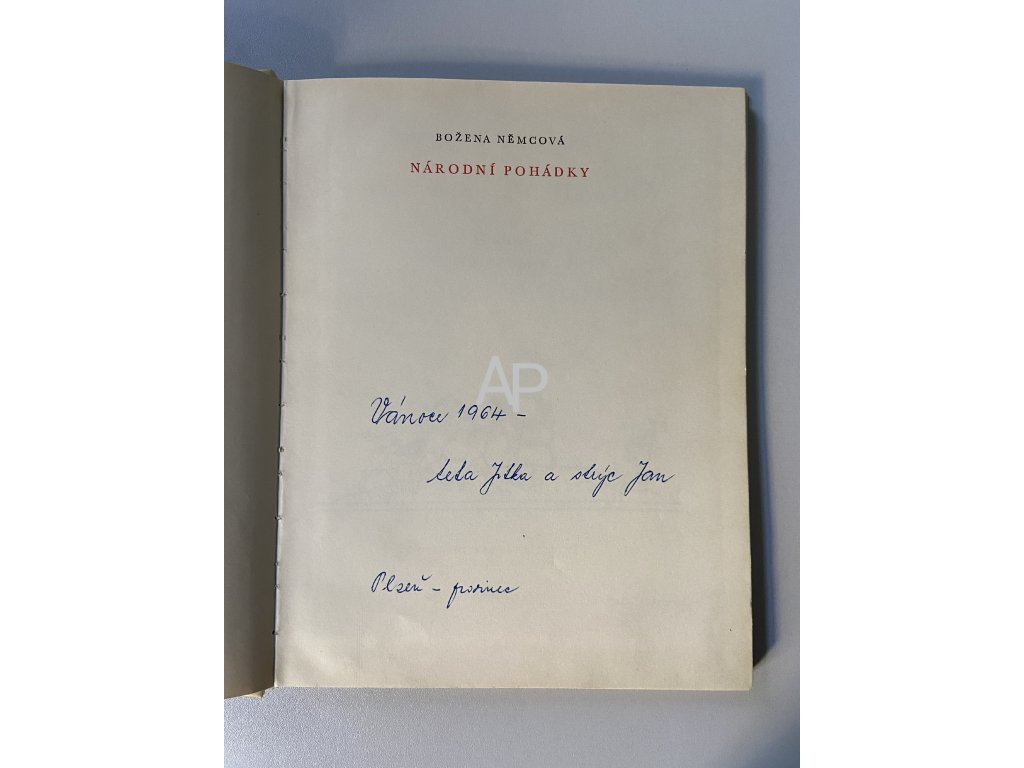 BOŽENA NĚMCOVÁ
NÁRODNÍ POHÁDKY
AP
Vánoce 1964 –
teta Jitka a strýc Jan
Plzeň – prosinec